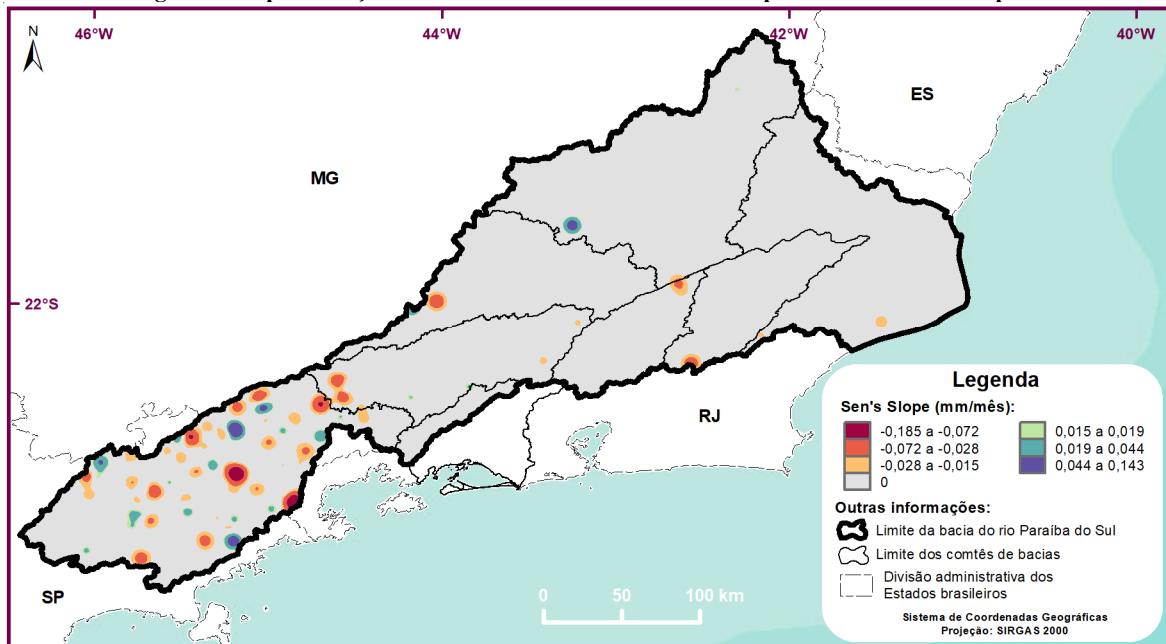 46°W 44°W 42°W 40°W
N
ES
MG
22°S
RJ
SP
0 50 100 km
Legenda
Sen's Slope (mm/mês):
-0,185 a -0,072
-0,072 a -0,028
-0,028 a -0,015
0
0,015 a 0,019
0,019 a 0,044
0,044 a 0,143
Outras informações:
Limite da bacia do rio Paraíba do Sul
Limite dos comtês de bacias
Divisão administrativa dos
Estados brasileiros
Sistema de Coordenadas Geográficas
Projeção: SIRGAS 2000